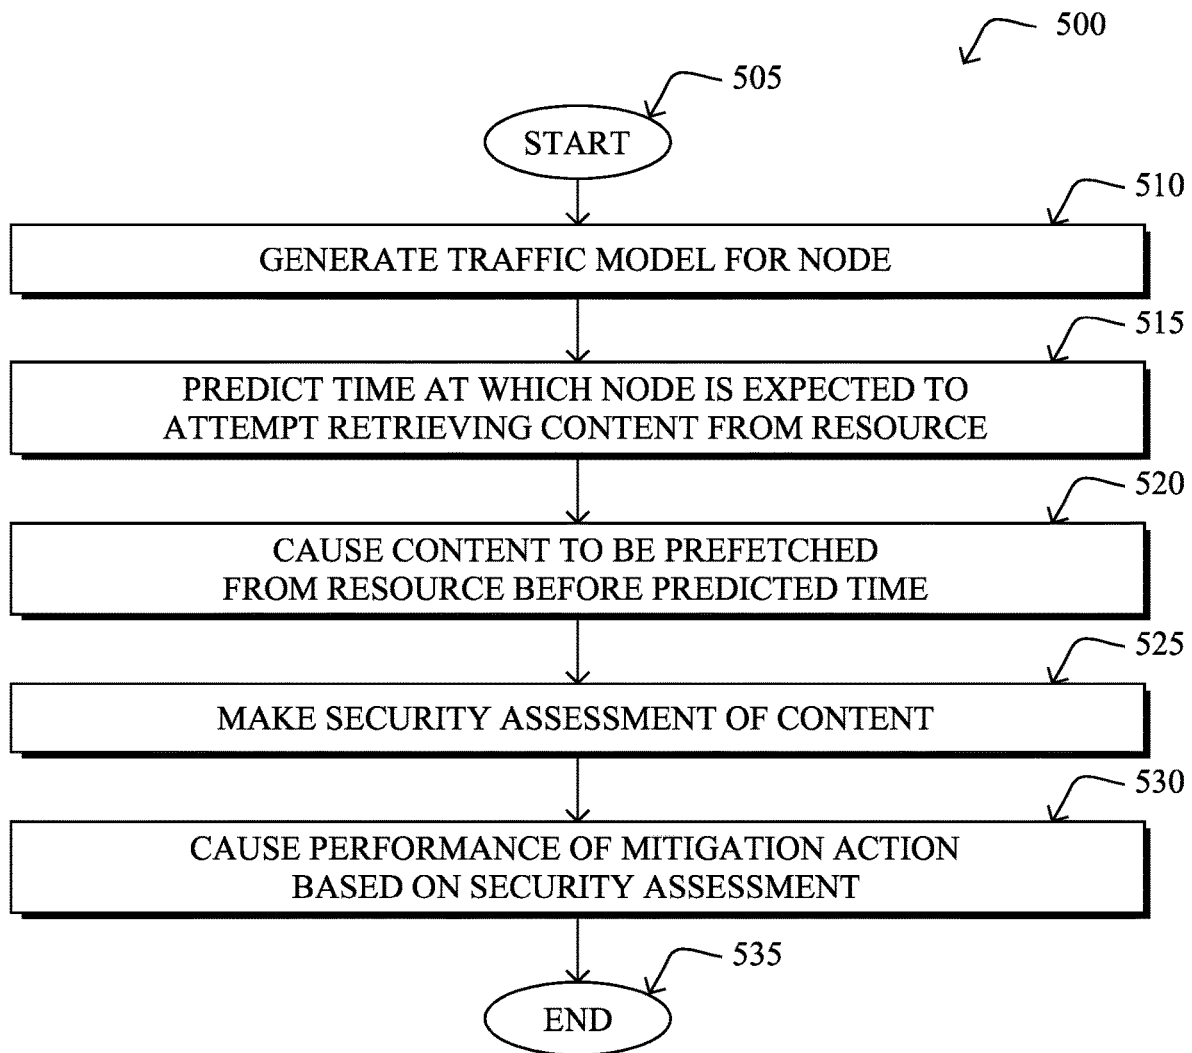 500
505
START
510
GENERATE TRAFFIC MODEL FOR NODE
515
PREDICT TIME AT WHICH NODE IS EXPECTED TO
ATTEMPT RETRIEVING CONTENT FROM RESOURCE
520
CAUSE CONTENT TO BE PREFETCHED
FROM RESOURCE BEFORE PREDICTED TIME
525
MAKE SECURITY ASSESSMENT OF CONTENT
530
CAUSE PERFORMANCE OF MITIGATION ACTION
BASED ON SECURITY ASSESSMENT
535
END